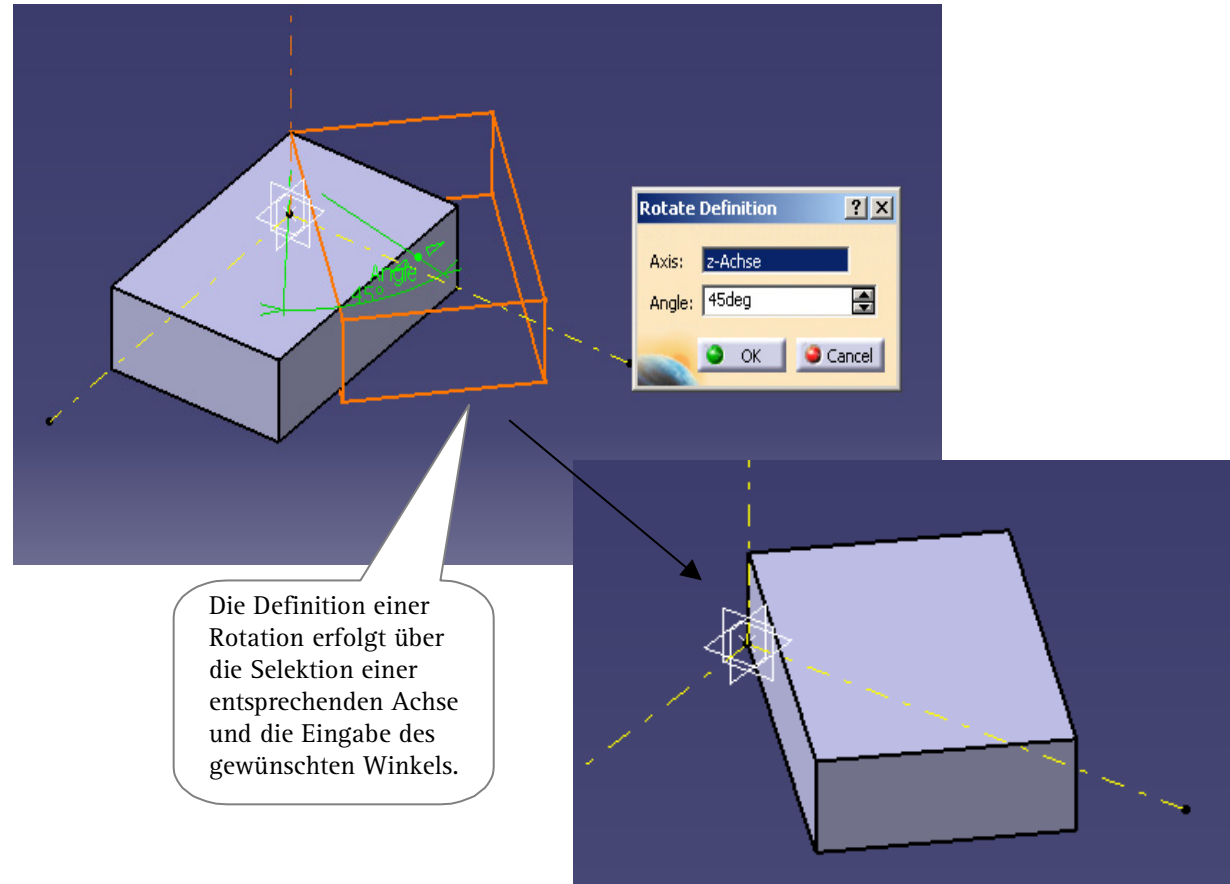 Angle
45°
Rotate Definition
Axis: z-Achse
Angle: 45deg
OK Cancel
Die Definition einer
Rotation erfolgt über
die Selektion einer
entsprechenden Achse
und die Eingabe des
gewünschten Winkels.